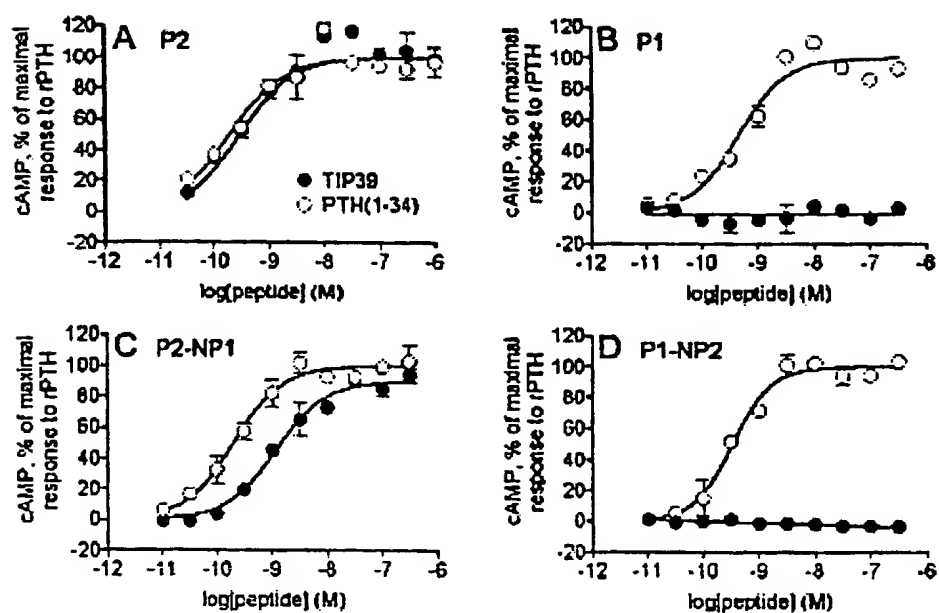 A P2
cAMP, % of maximal
response to rPTH
120
100
80
60
40
20
0
-20
TIP39
PTH(1-34)
-12 -11 -10 -9 -8 -7 -6
log[peptide] (M)
B P1
cAMP, % of maximal
response to rPTH
120
100
80
60
40
20
0
-20
-12 -11 -10 -9 -8 -7 -6
log[peptide] (M)
C P2-NP1
cAMP, % of maximal
response to rPTH
120
100
80
60
40
20
0
-20
-12 -11 -10 -9 -8 -7 -6
log[peptide] (M)
D P1-NP2
cAMP, % of maximal
response to rPTH
120
100
80
60
40
20
0
-20
-12 -11 -10 -9 -8 -7 -6
log[peptide] (M)